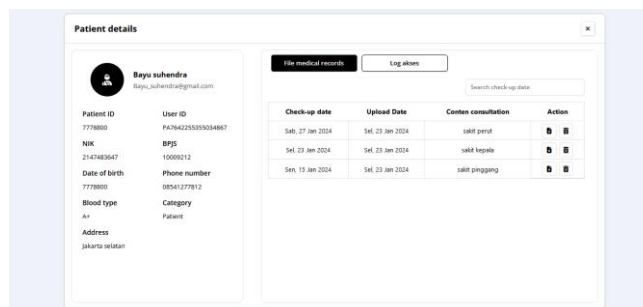 Patient details
Bayu suhendra
Bayu_suhendra@gmail.com
Patient ID User ID
7778800 PA7642255355034867
NIK BPJS
2147483647 10009212
Date of birth Phone number
7778800 08541277812
Blood type Category
A+ Patient
Address
Jakarta selatan
File medical records Log akses
Search check-up date
Check-up date Upload Date Conten consultation Action
Sab, 27 Jan 2024 Sel, 23 Jan 2024 sakit perut
Sel, 23 Jan 2024 Sel, 23 Jan 2024 sakit kepala
Sen, 15 Jan 2024 Sel, 23 Jan 2024 sakit pinggang